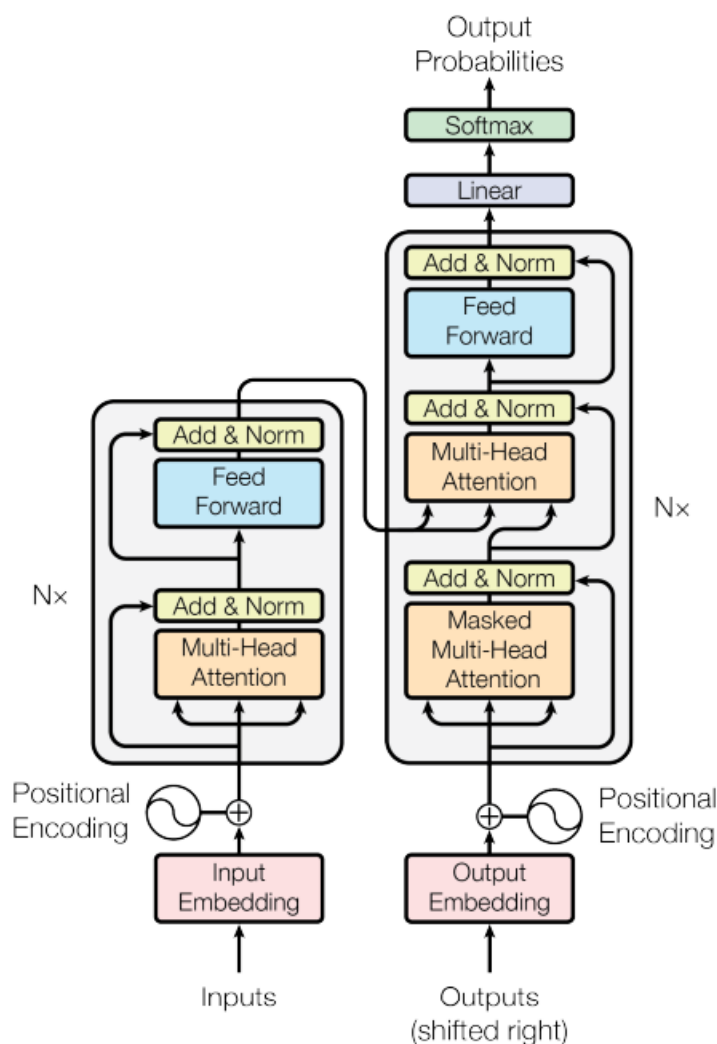 Output
Probabilities
Softmax
Linear
Add & Norm
Feed
Forward
Add & Norm
Multi-Head
Attention
Add & Norm
Masked
Multi-Head
Attention
N×
Add & Norm
Feed
Forward
Add & Norm
Multi-Head
Attention
N×
Positional
Encoding
Positional
Encoding
Input
Embedding
Output
Embedding
Inputs
Outputs
(shifted right)